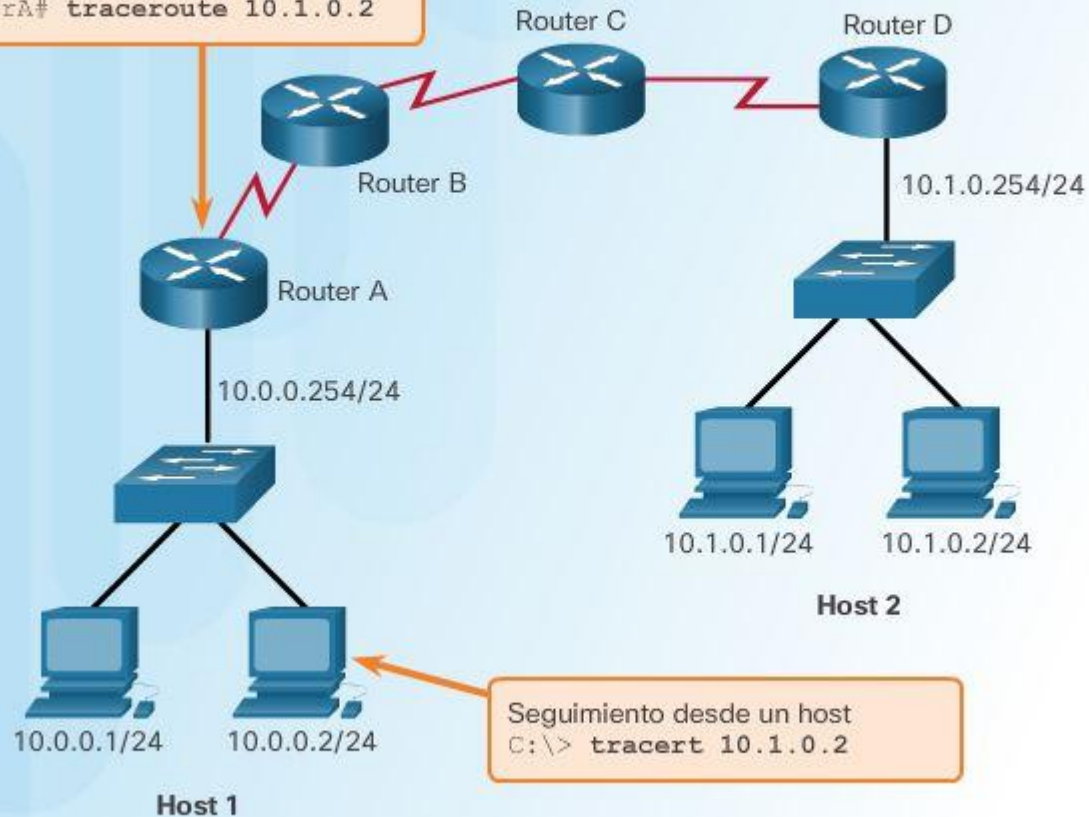 rA# traceroute 10.1.0.2
Router C
Router D
Router B
10.1.0.254/24
Router A
10.0.0.254/24
10.1.0.1/24
10.1.0.2/24
Host 2
Seguimiento desde un host
C:\> tracert 10.1.0.2
10.0.0.1/24
10.0.0.2/24
Host 1